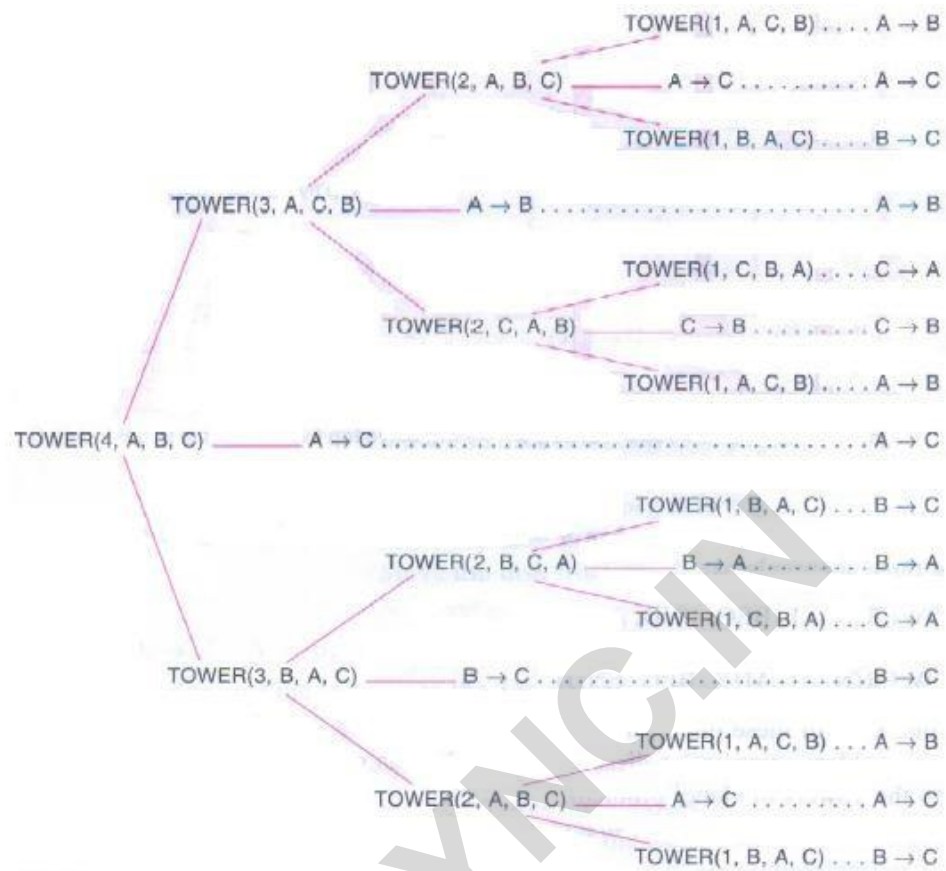 TOWER(1, A, C, B) . . . . A → B
TOWER(2, A, B, C) A → C . . . . . . . . . . A → C
TOWER(1, B, A, C) . . . . B → C
TOWER(3, A, C, B) A → B . . . . . . . . . . . . . . . . . . . . . . . . . A → B
TOWER(1, C, B, A) . . . . C → A
TOWER(2, C, A, B) C → B . . . . . . . . . C → B
TOWER(1, A, C, B) . . . . A → B
TOWER(4, A, B, C) A → C . . . . . . . . . . . . . . . . . . . . . . . . . . . . . . . . . . . . . A → C
TOWER(1, B, A, C) . . . B → C
TOWER(2, B, C, A) B → A . . . . . . . . . B → A
TOWER(1, C, B, A) . . . C → A
TOWER(3, B, A, C) B → C . . . . . . . . . . . . . . . . . . . . . . . . . B → C
TOWER(1, A, C, B) . . . A → B
TOWER(2, A, B, C) A → C . . . . . . . . . A → C
TOWER(1, B, A, C) . . . B → C
YNC.IN